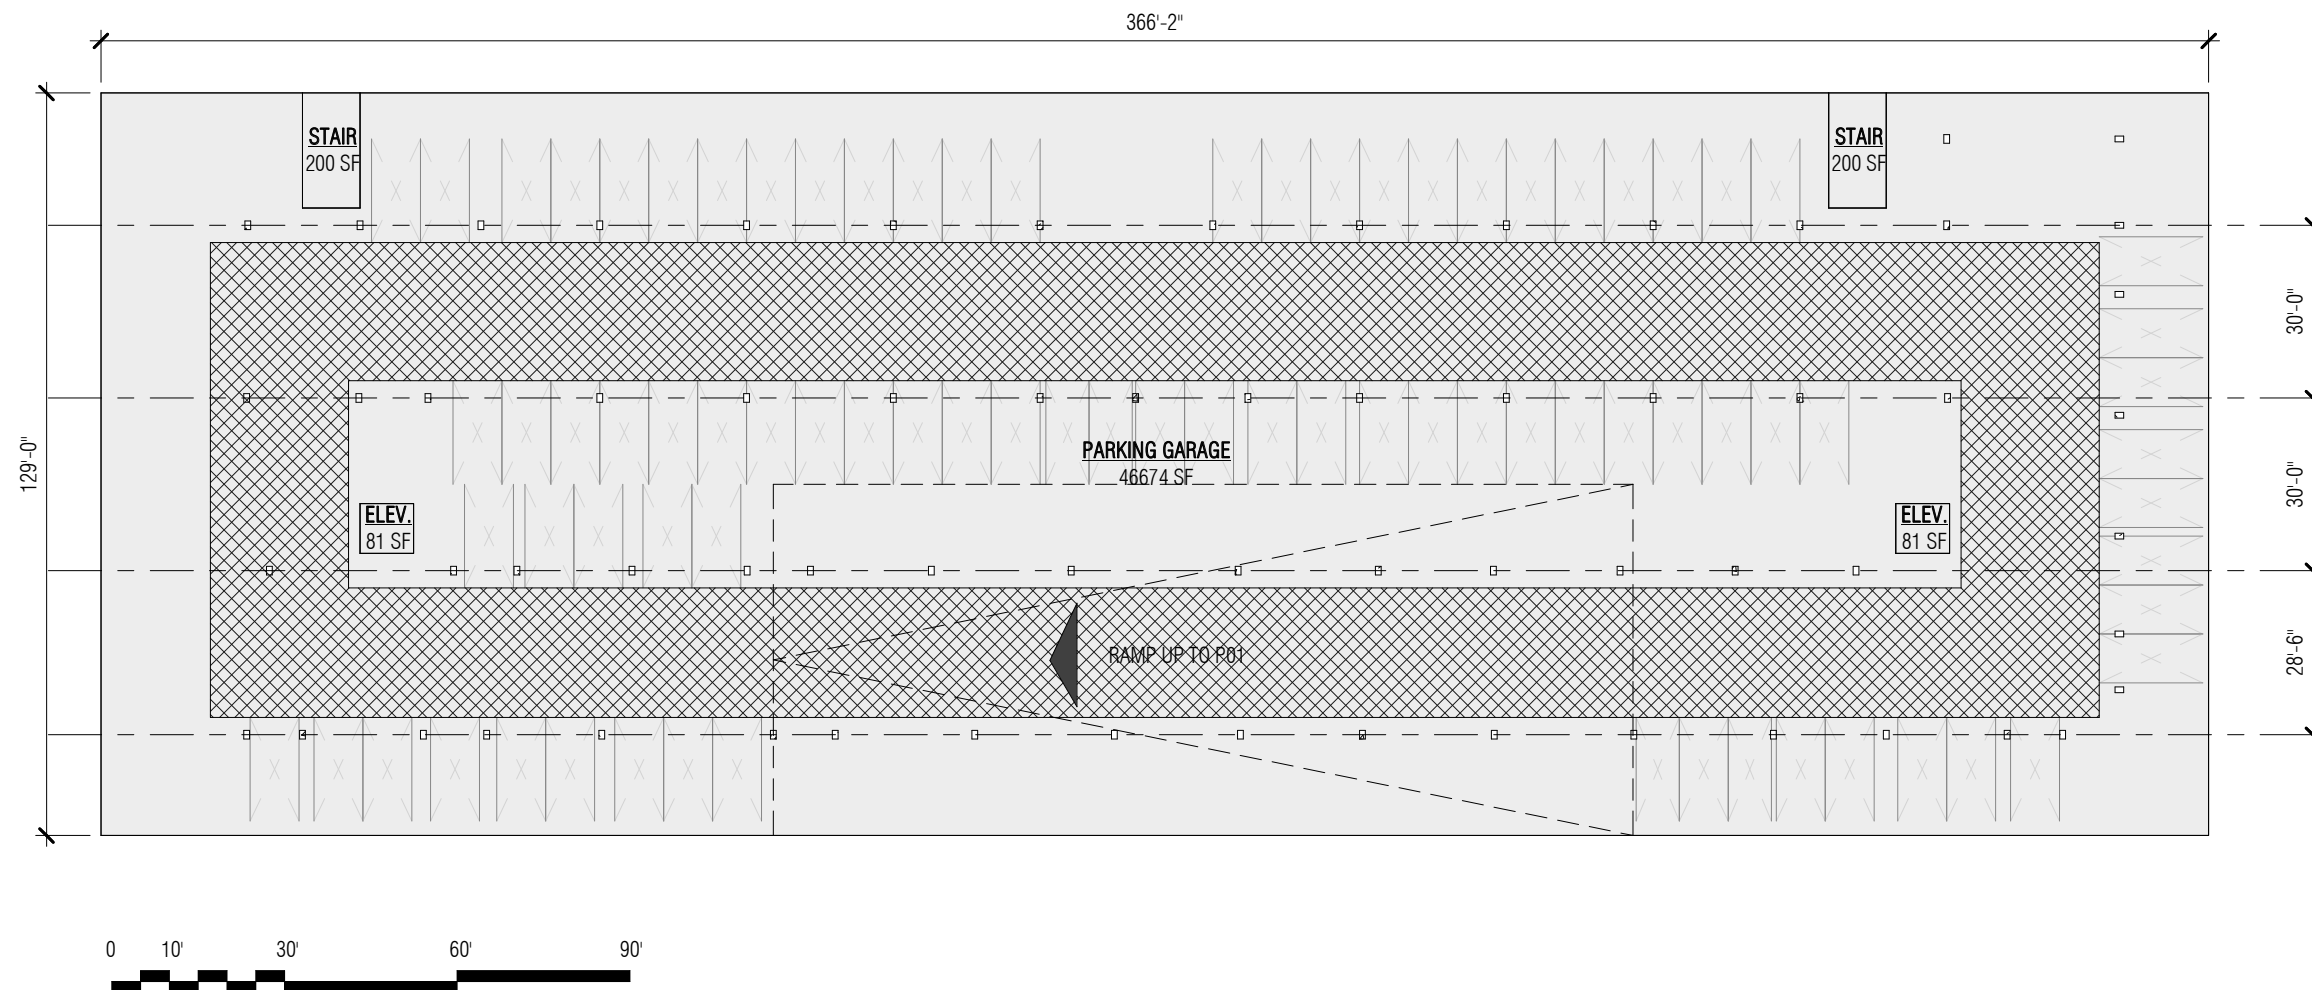 366'-2"
STAIR
200 SF
STAIR
200 SF
30'-0"
129'-0"
PARKING GARAGE
46674 SF
30'-0"
ELEV.
81 SF
ELEV.
81 SF
RAMP UP TO P.01
28'-6"
0 10' 30' 60' 90'